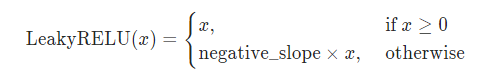 LeakyRELU(x) = { x, if x ≥ 0
negative_slope × x, otherwise